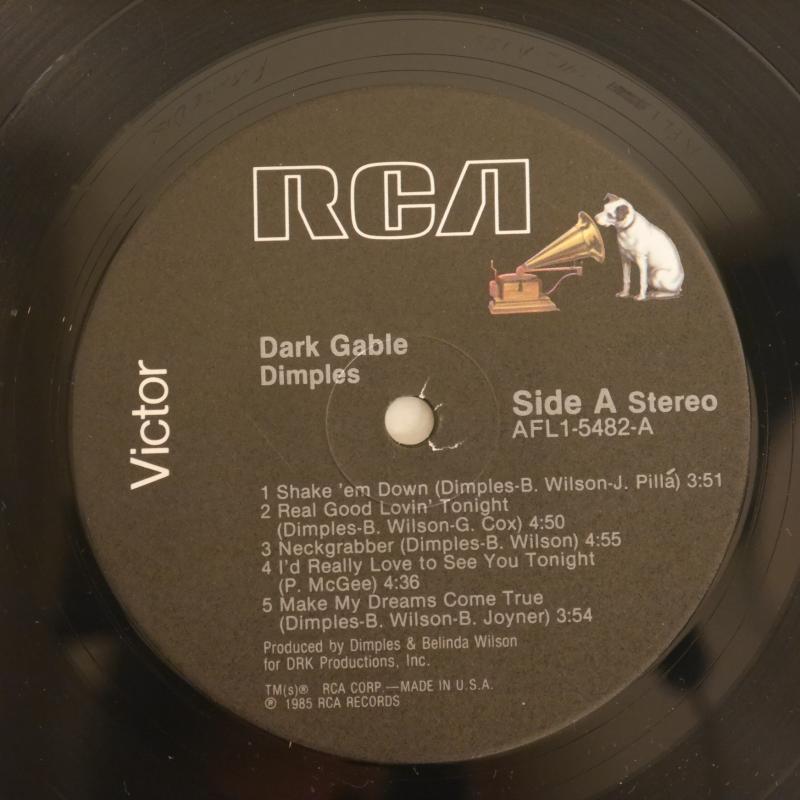 RCA
Dark Gable
Dimples
Victor
Side A Stereo
AFL1-5482-A
1 Shake 'em Down (Dimples-B. Wilson-J. Pillá) 3:51
2 Real Good Lovin' Tonight
(Dimples-B. Wilson-G. Cox) 4:50
3 Neckgrabber (Dimples-B. Wilson) 4:55
4 I'd Really Love to See You Tonight
(P. McGee) 4:36
5 Make My Dreams Come True
(Dimples-B. Wilson-B. Joyner) 3:54
Produced by Dimples & Belinda Wilson
for DRK Productions, Inc.
TM(s)® RCA CORP.—MADE IN U.S.A.
℗ 1985 RCA RECORDS